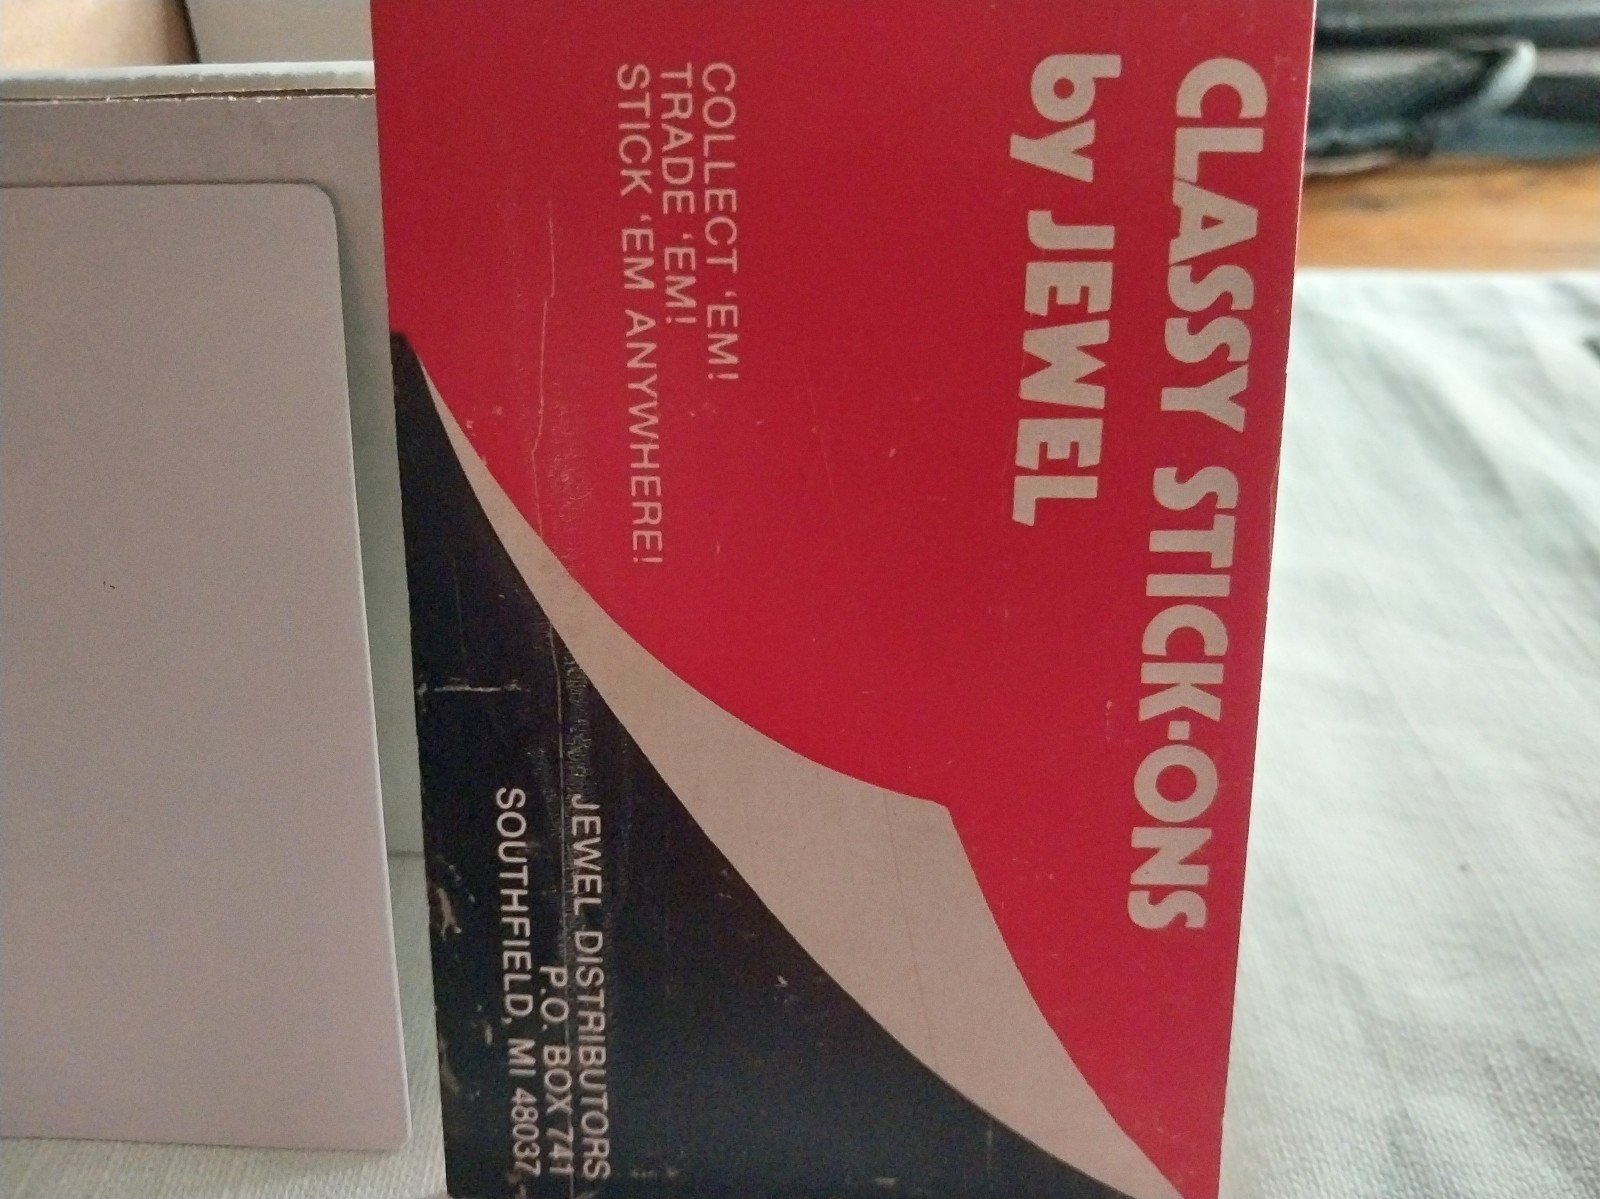 CLASSY STICK-ONS
by JEWEL
COLLECT 'EM!
TRADE 'EM!
STICK 'EM ANYWHERE!
JEWEL DISTRIBUTORS
P.O. BOX 741
SOUTHFIELD, MI 48037